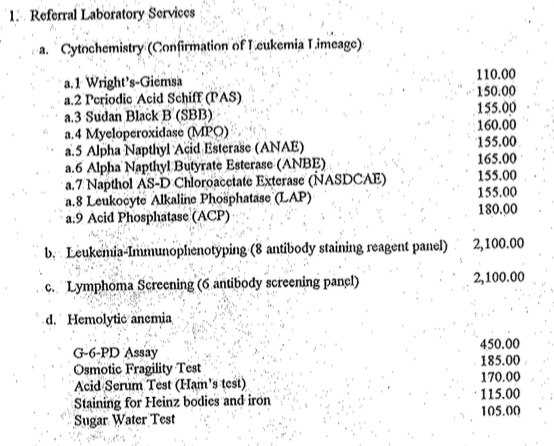 1. Referral Laboratory Services
a. Cytochemistry (Confirmation of Leukemia Limeage)
a.1 Wright's-Giemsa 110.00
a.2 Periodic Acid Schiff (PAS) 150.00
a.3 Sudan Black B (SBB) 155.00
a.4 Myeloperoxidase (MPO) 160.00
a.5 Alpha Napthyl Acid Esterase (ANAE) 155.00
a.6 Alpha Napthyl Butyrate Esterase (ANBE) 165.00
a.7 Napthol AS-D Chloroacetate Exterase (NASDCAE) 155.00
a.8 Leukocyte Alkaline Phosphatase (LAP) 155.00
a.9 Acid Phosphatase (ACP) 180.00
b. Leukemia-Immunophenotyping (8 antibody staining reagent panel) 2,100.00
c. Lymphoma Screening (6 antibody screening panel) 2,100.00
d. Hemolytic anemia
G-6-PD Assay 450.00
Osmotic Fragility Test 185.00
Acid Serum Test (Ham's test) 170.00
Staining for Heinz bodies and iron 115.00
Sugar Water Test 105.00